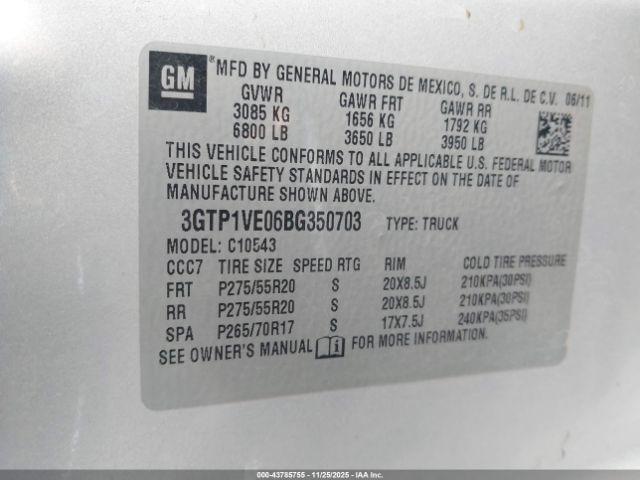 GM ® MFD BY GENERAL MOTORS DE MEXICO, S. DE R.L. DE C.V. 06/11
GVWR GAWR FRT GAWR RR
3085 KG 1656 KG 1792 KG
6800 LB 3650 LB 3950 LB
THIS VEHICLE CONFORMS TO ALL APPLICABLE U.S. FEDERAL MOTOR
VEHICLE SAFETY STANDARDS IN EFFECT ON THE DATE OF
MANUFACTURE SHOWN ABOVE.
3GTP1VE06BG350703 TYPE: TRUCK
MODEL: C10543
CCC7 TIRE SIZE SPEED RTG RIM COLD TIRE PRESSURE
FRT P275/55R20 S 20X8.5J 210KPA(30PSI)
RR P275/55R20 S 20X8.5J 210KPA(30PSI)
SPA P265/70R17 S 17X7.5J 240KPA(35PSI)
SEE OWNER'S MANUAL i FOR MORE INFORMATION.
000-43785755 - 11/25/2025 - IAAI.CA